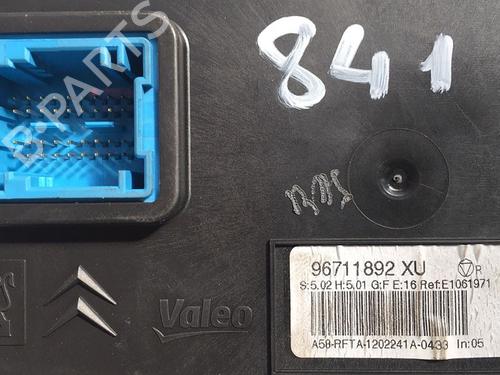 841
B-PARTS
96711892 XU
R
S:5.02 H:5.01 G:F E:16 Ref:E1061971
Valeo
A58-RFTA-1202241A-0433 In:05